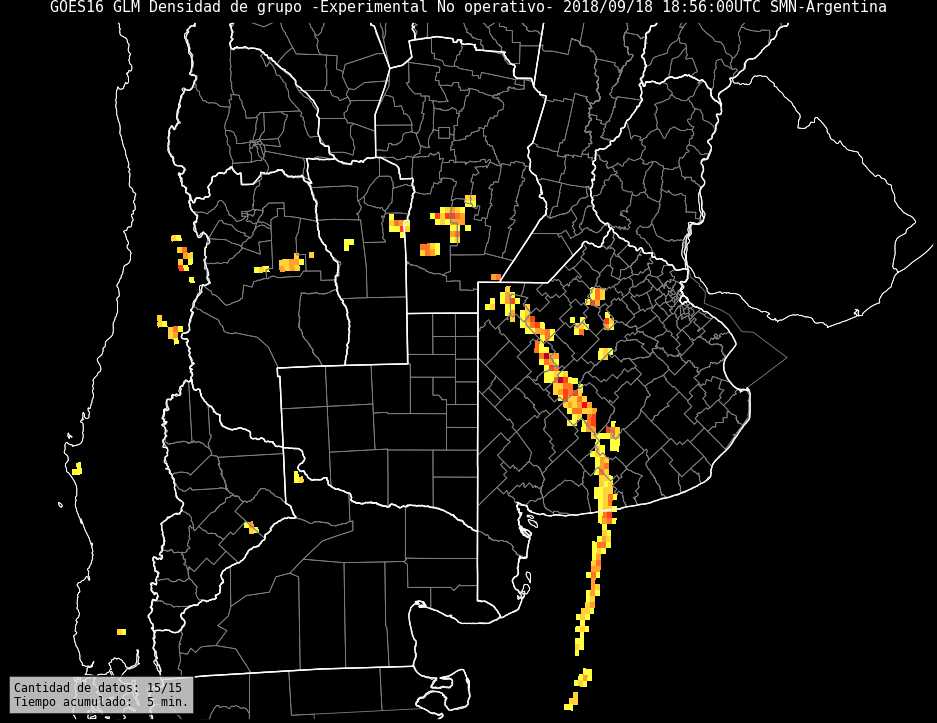 GOES16 GLM Densidad de grupo -Experimental No operativo- 2018/09/18 18:56:00UTC SMN-Argentina
Cantidad de datos: 15/15
Tiempo acumulado:  5 min.